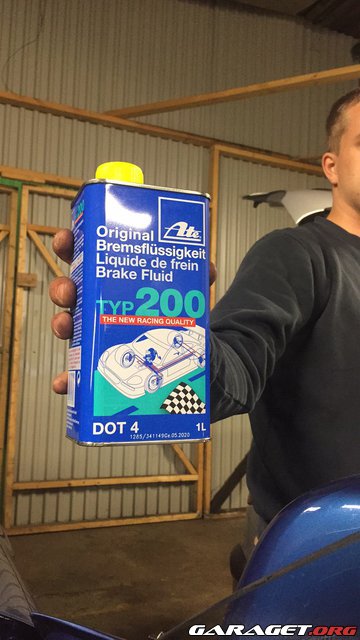 Ate
Original
Bremsflüssigkeit
Liquide de frein
Brake Fluid
TYP 200
THE NEW RACING QUALITY
DOT 4
1L
GARAGET.ORG